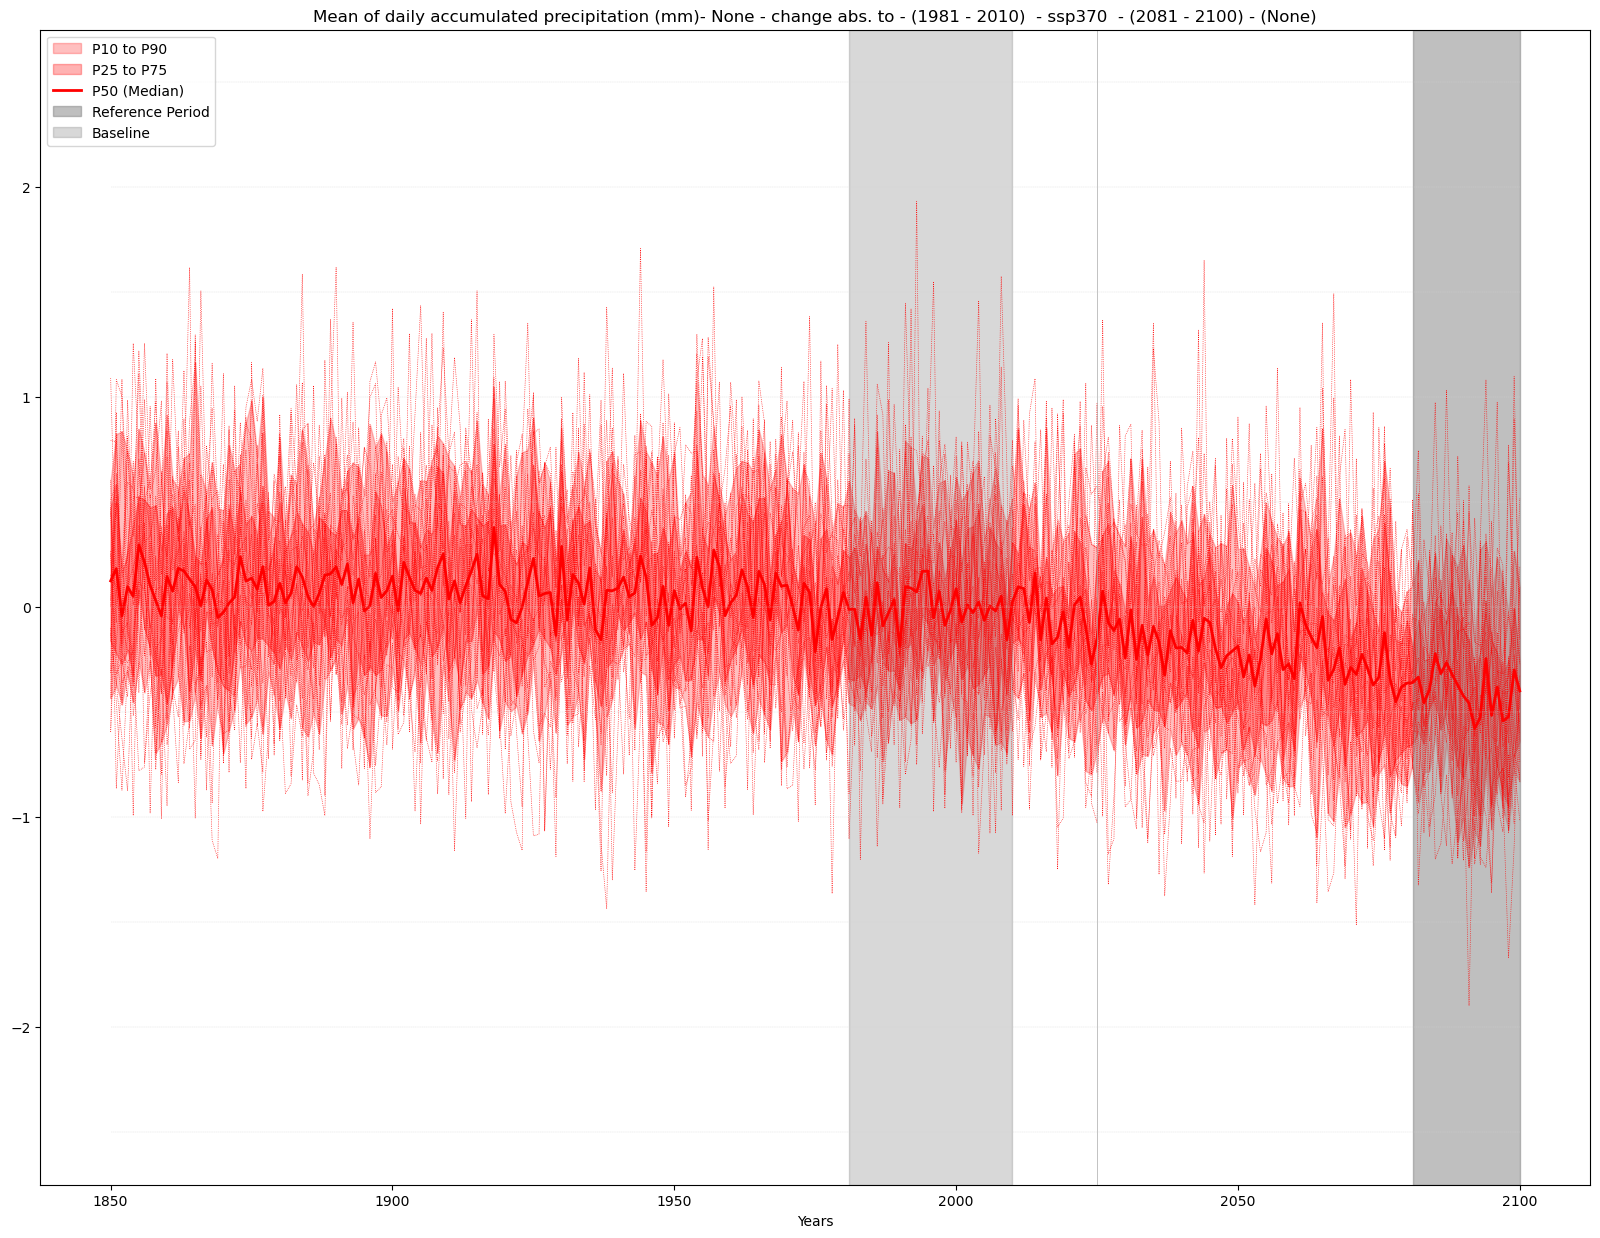 Mean of daily accumulated precipitation (mm)- None - change abs. to - (1981 - 2010)  - ssp370  - (2081 - 2100) - (None)
P10 to P90
P25 to P75
P50 (Median)
Reference Period
Baseline
2
1
0
−1
−2
1850
1900
1950
2000
2050
2100
Years